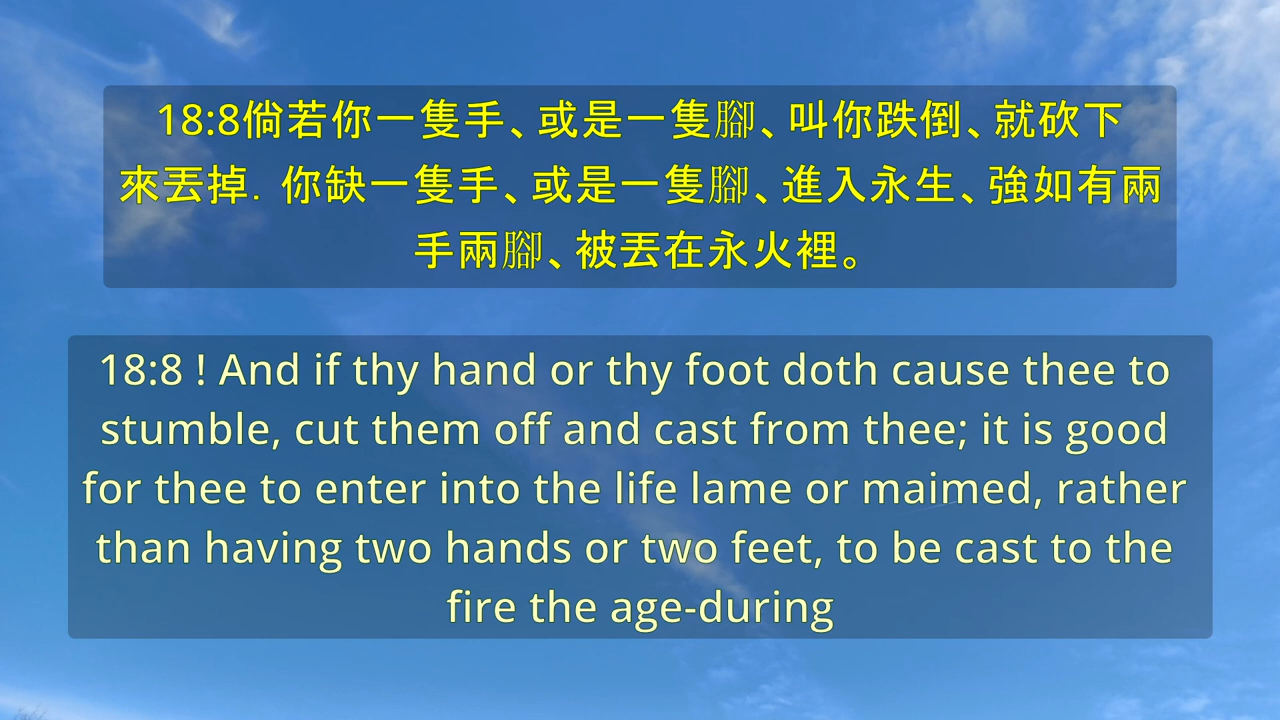 18:8倘若你一隻手、或是一隻腳、叫你跌倒、就砍下
來丟掉．你缺一隻手、或是一隻腳、進入永生、強如有兩
手兩腳、被丟在永火裡。
18:8 ! And if thy hand or thy foot doth cause thee to
stumble, cut them off and cast from thee; it is good
for thee to enter into the life lame or maimed, rather
than having two hands or two feet, to be cast to the
fire the age-during